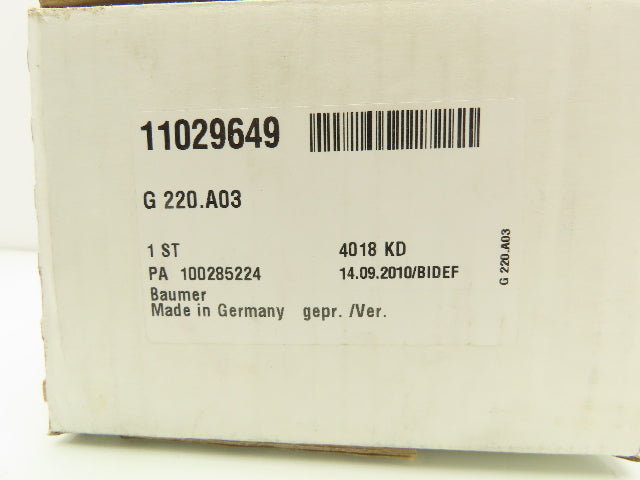 11029649
G 220.A03
1 ST 4018 KD
PA 100285224 14.09.2010/BIDEF
Baumer
Made in Germany gepr. /Ver.
G 220.A03